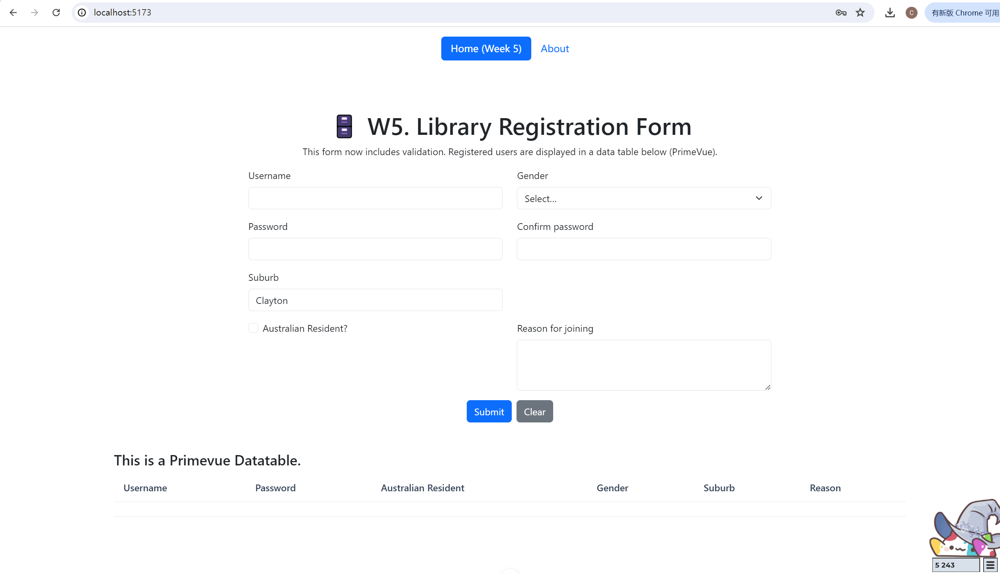 localhost:5173
C
有新版 Chrome 可用
Home (Week 5)
About
W5. Library Registration Form
This form now includes validation. Registered users are displayed in a data table below (PrimeVue).
Username
Gender
Select...
Password
Confirm password
Suburb
Clayton
Australian Resident?
Reason for joining
Submit
Clear
This is a Primevue Datatable.
Username Password Australian Resident Gender Suburb Reason
5 243